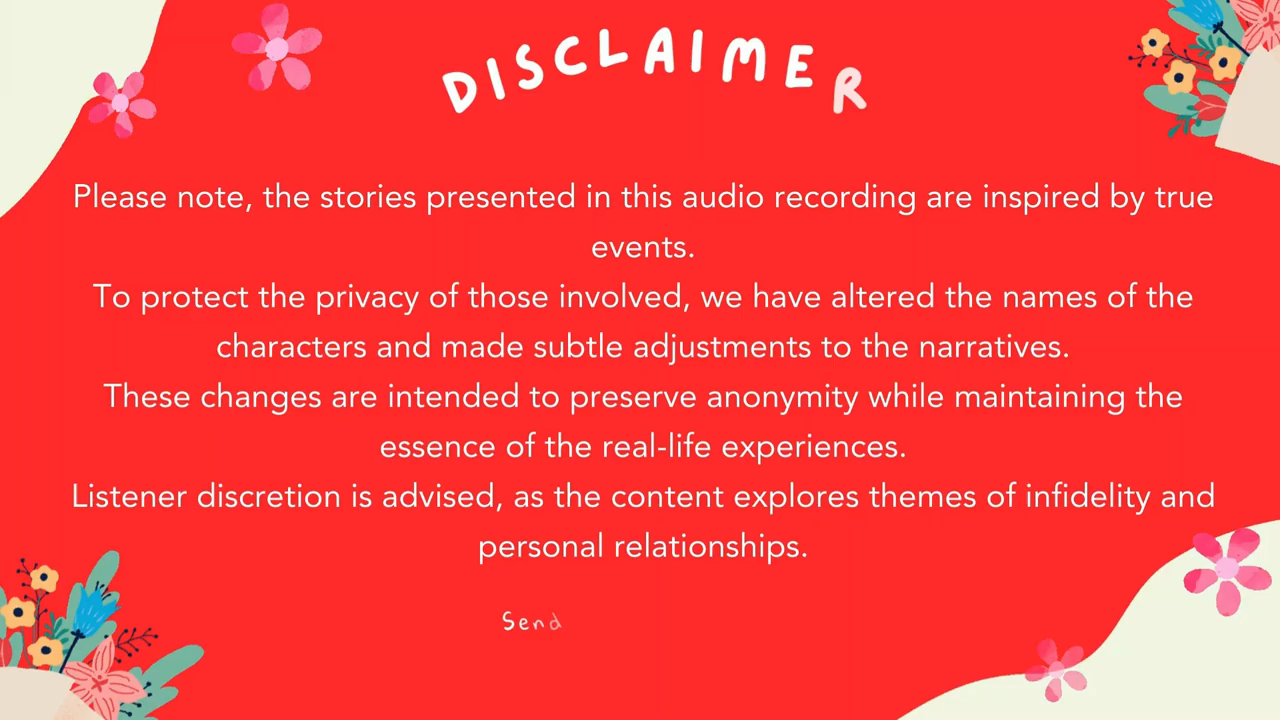 DISCLAIMER
Please note, the stories presented in this audio recording are inspired by true
events.
To protect the privacy of those involved, we have altered the names of the
characters and made subtle adjustments to the narratives.
These changes are intended to preserve anonymity while maintaining the
essence of the real-life experiences.
Listener discretion is advised, as the content explores themes of infidelity and
personal relationships.
Send